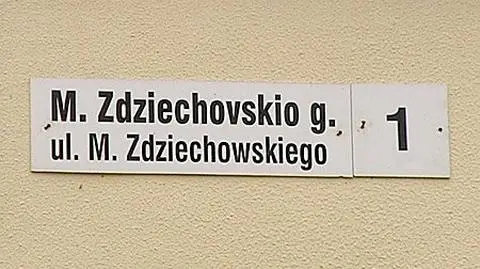 M. Zdziechovskio g.
ul. M. Zdziechowskiego
1